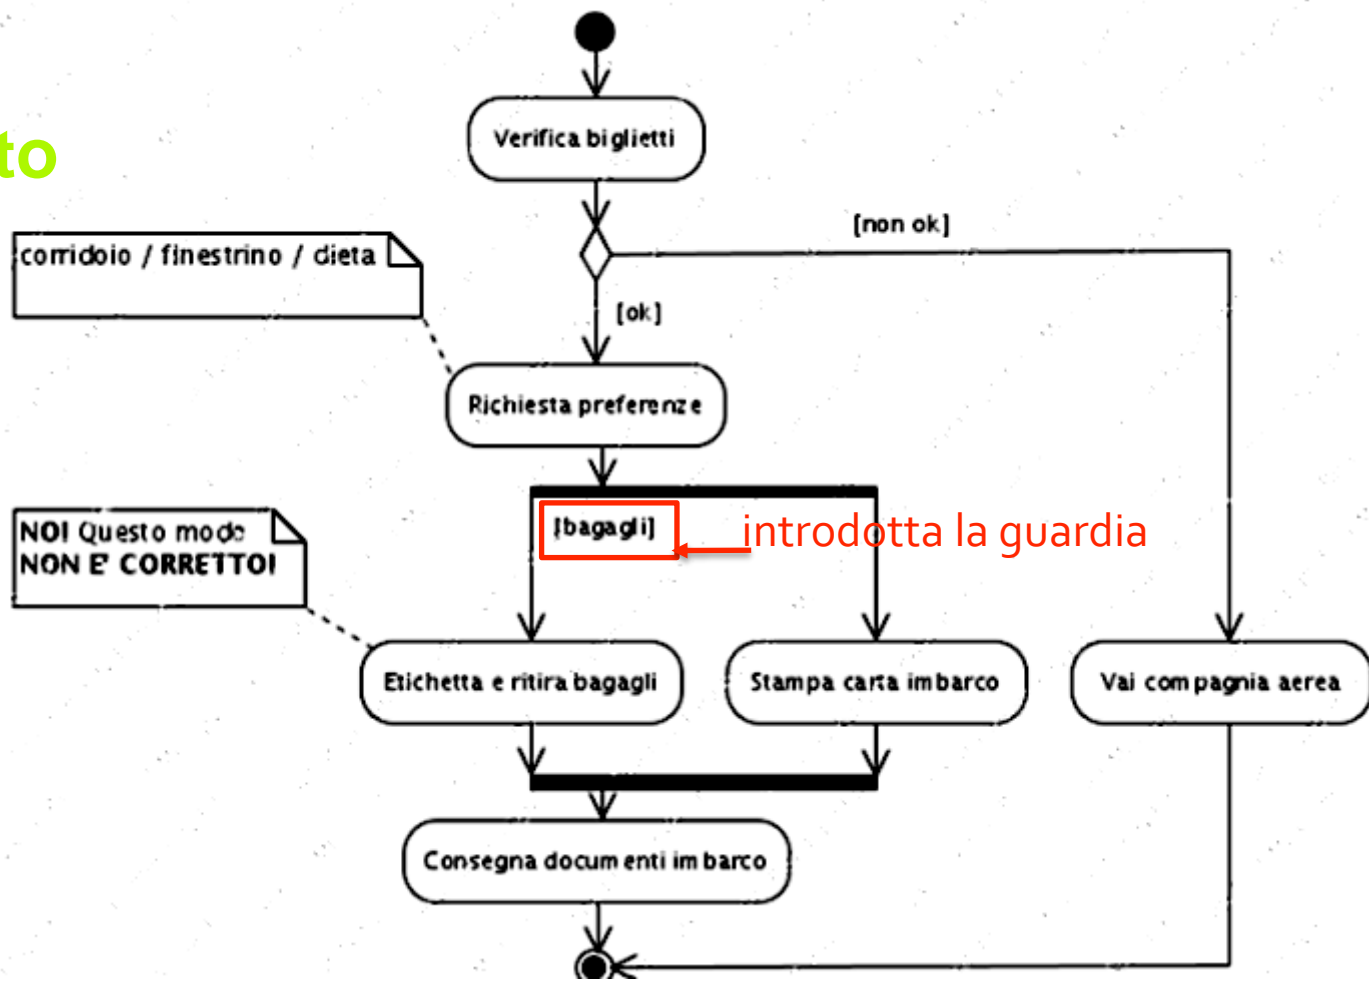 to
Verifica biglietti
[non ok]
corridoio / finestrino / dieta
[ok]
Richiesta preferenze
[bagagli]
introdotta la guardia
NO! Questo modo
NON E' CORRETTO!
Etichetta e ritira bagagli
Stampa carta imbarco
Vai compagnia aerea
Consegna documenti imbarco